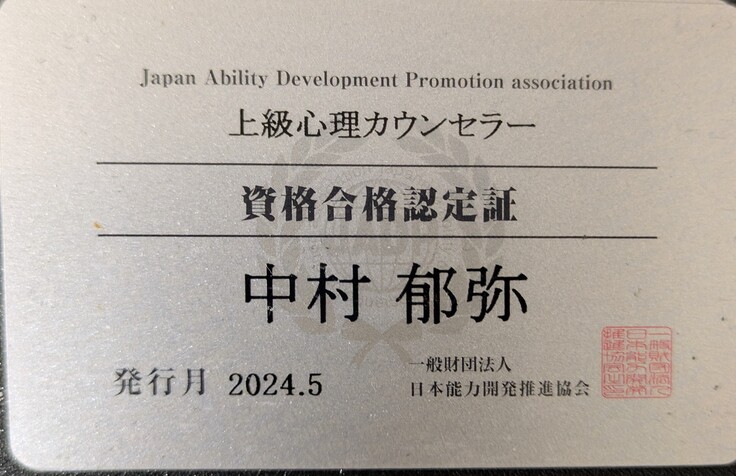 Japan Ability Development Promotion association
上級心理カウンセラー
資格合格認定証
中村 郁弥
発行月 2024.5
一般財団法人
日本能力開発推進協会